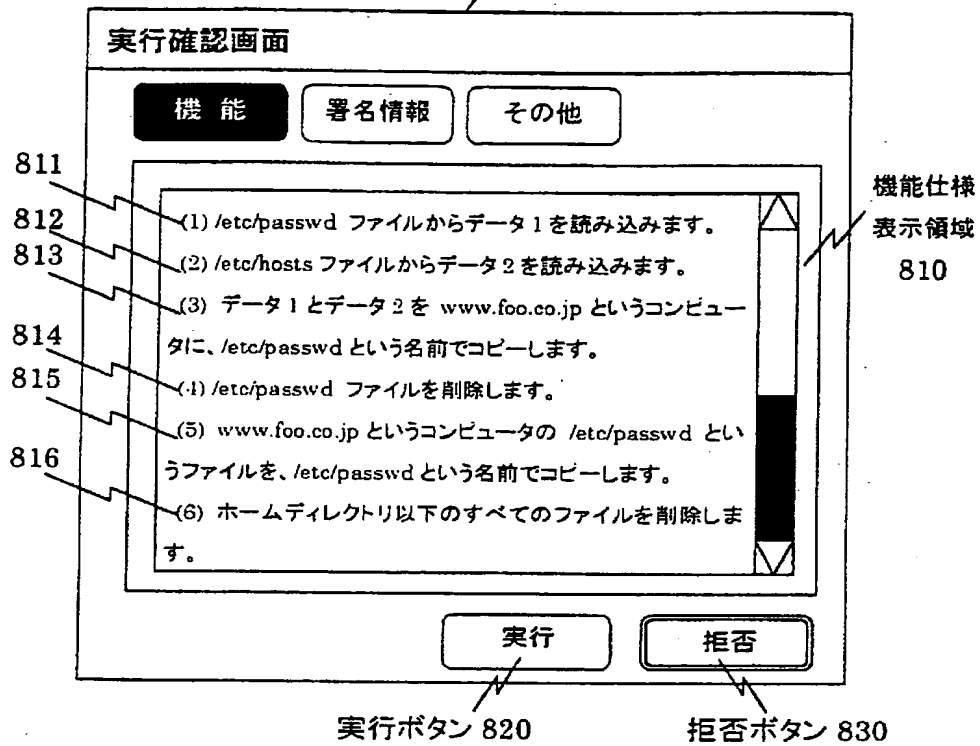 実行確認画面
機 能
署名情報
その他
811
812
813
814
815
816
(1) /etc/passwd ファイルからデータ1を読み込みます。
(2) /etc/hosts ファイルからデータ2を読み込みます。
(3) データ1とデータ2を www.foo.co.jp というコンピュー
タに、/etc/passwd という名前でコピーします。
(4) /etc/passwd ファイルを削除します。
(5) www.foo.co.jp というコンピュータの /etc/passwd とい
うファイルを、/etc/passwd という名前でコピーします。
(6) ホームディレクトリ以下のすべてのファイルを削除しま
す。
機能仕様
表示領域
810
実行
拒否
実行ボタン 820
拒否ボタン 830